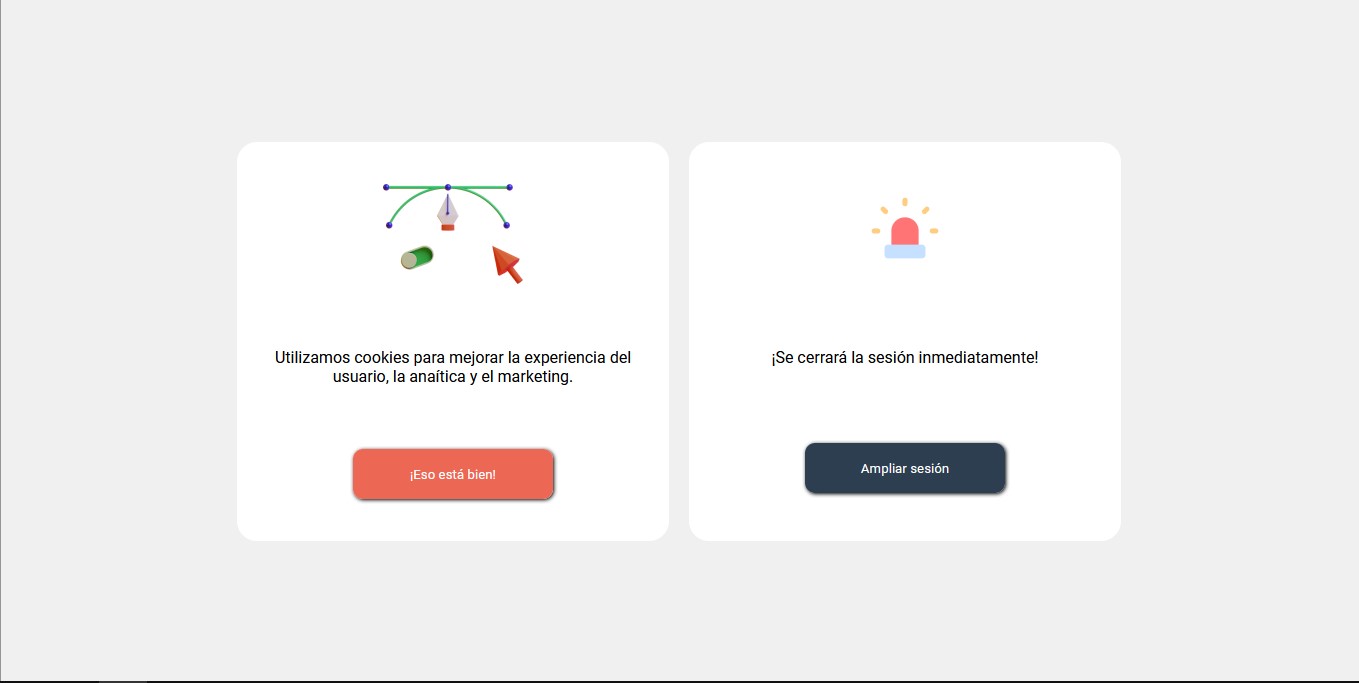 Utilizamos cookies para mejorar la experiencia del
usuario, la anaítica y el marketing.
¡Eso está bien!
¡Se cerrará la sesión inmediatamente!
Ampliar sesión